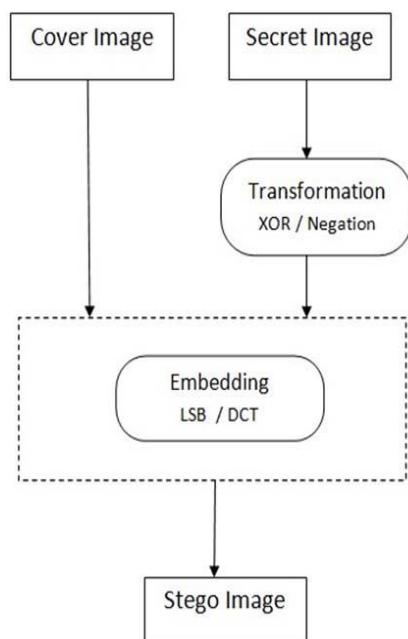 Cover Image
Secret Image
Transformation
XOR / Negation
Embedding
LSB / DCT
Stego Image